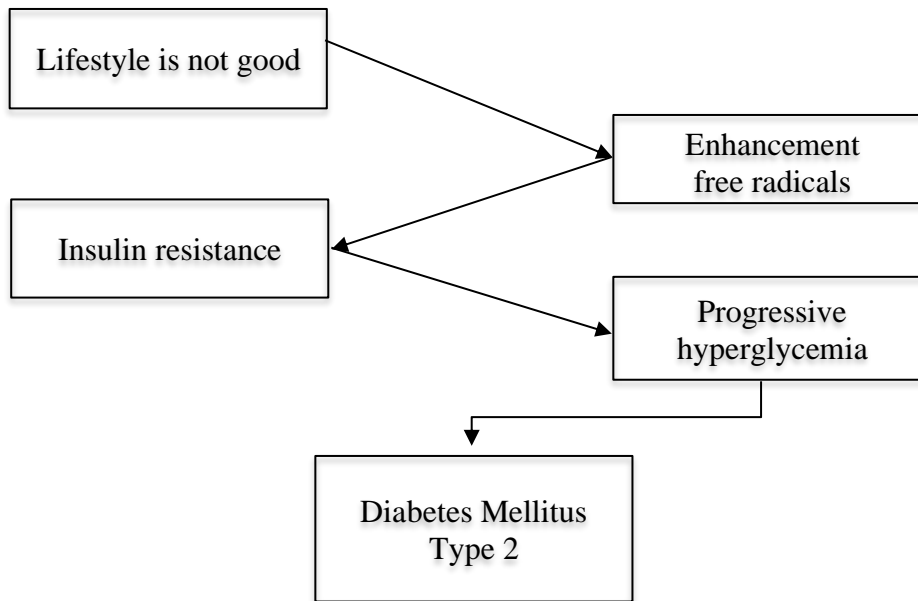 Lifestyle is not good
Enhancement
free radicals
Insulin resistance
Progressive
hyperglycemia
Diabetes Mellitus
Type 2